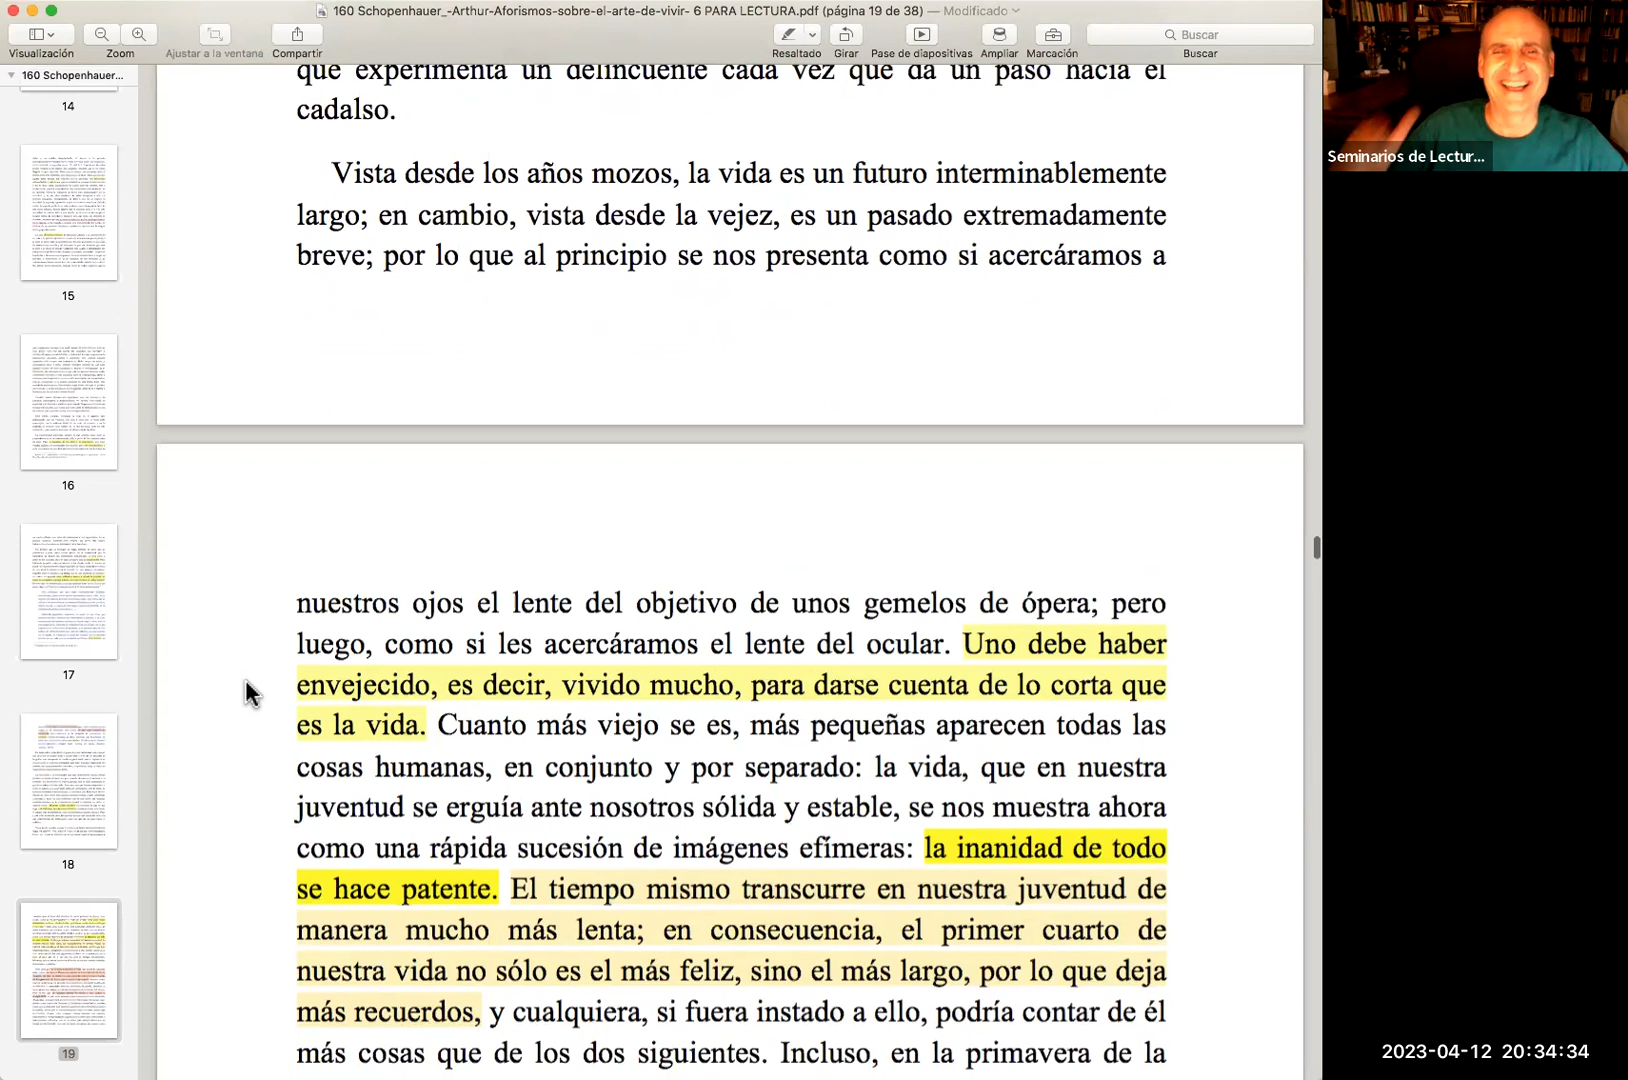 160 Schopenhauer_-Arthur-Aforismos-sobre-el-arte-de-vivir- 6 PARA LECTURA.pdf (página 19 de 38) — Modificado
Visualización
Zoom
Ajustar a la ventana
Compartir
Resaltado
Girar
Pase de diapositivas
Ampliar
Marcación
Buscar
Buscar
160 Schopenhauer...
14
15
16
17
18
19
que experimenta un delincuente cada vez que da un paso hacia el
cadalso.
Vista desde los años mozos, la vida es un futuro interminablemente
largo; en cambio, vista desde la vejez, es un pasado extremadamente
breve; por lo que al principio se nos presenta como si acercáramos a
nuestros ojos el lente del objetivo de unos gemelos de ópera; pero
luego, como si les acercáramos el lente del ocular. Uno debe haber
envejecido, es decir, vivido mucho, para darse cuenta de lo corta que
es la vida. Cuanto más viejo se es, más pequeñas aparecen todas las
cosas humanas, en conjunto y por separado: la vida, que en nuestra
juventud se erguía ante nosotros sólida y estable, se nos muestra ahora
como una rápida sucesión de imágenes efímeras: la inanidad de todo
se hace patente. El tiempo mismo transcurre en nuestra juventud de
manera mucho más lenta; en consecuencia, el primer cuarto de
nuestra vida no sólo es el más feliz, sino el más largo, por lo que deja
más recuerdos, y cualquiera, si fuera instado a ello, podría contar de él
más cosas que de los dos siguientes. Incluso, en la primavera de la
Seminarios de Lectur...
2023-04-12 20:34:34